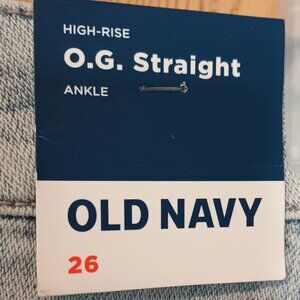 HIGH-RISE
O.G. Straight
ANKLE
OLD NAVY
26